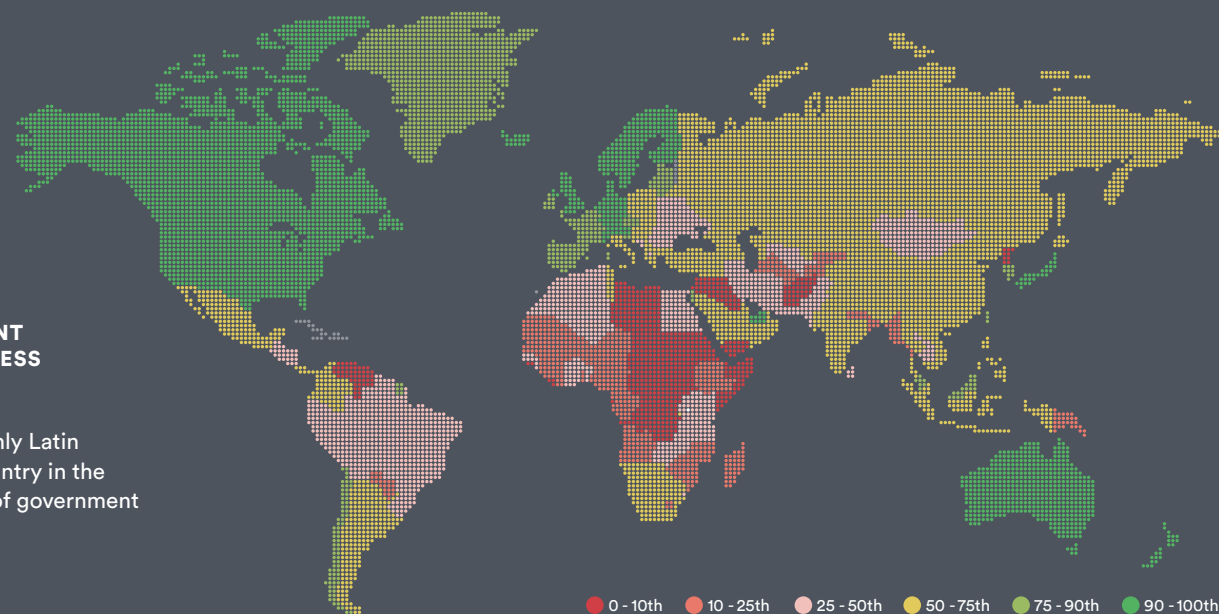 NT
ESS
nly Latin
ntry in the
of government
0 - 10th
10 - 25th
25 - 50th
50 - 75th
75 - 90th
90 - 100th